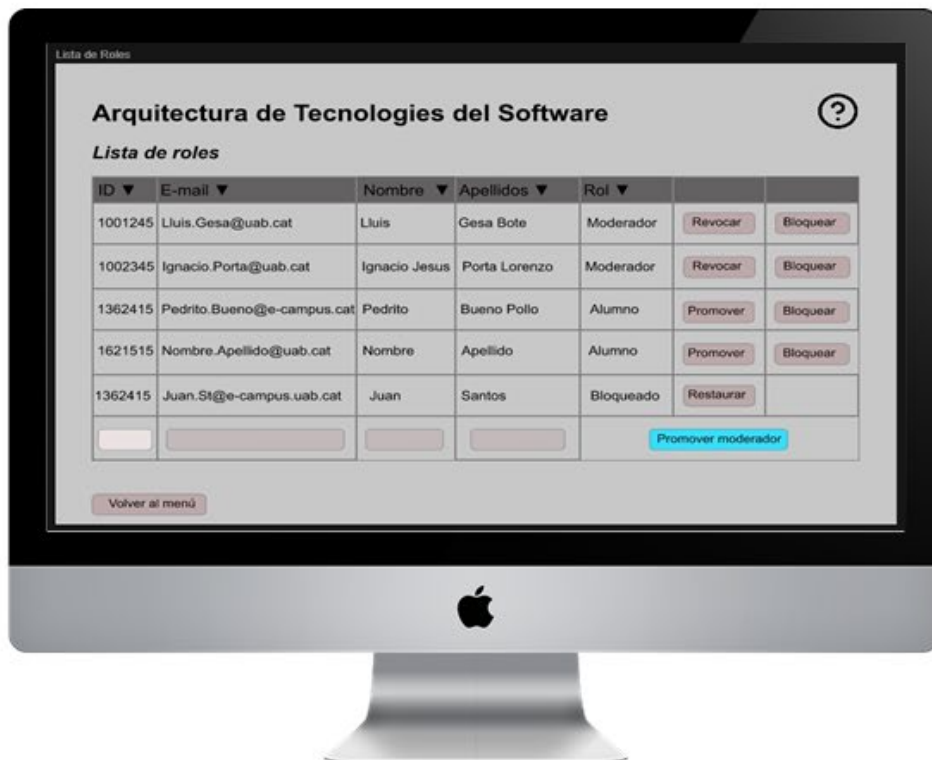 Lista de Roles
Arquitectura de Tecnologies del Software
?
Lista de roles
ID ▼ E-mail ▼ Nombre ▼ Apellidos ▼ Rol ▼
1001245 Lluis.Gesa@uab.cat Lluis Gesa Bote Moderador Revocar Bloquear
1002345 Ignacio.Porta@uab.cat Ignacio Jesus Porta Lorenzo Moderador Revocar Bloquear
1362415 Pedrito.Bueno@e-campus.cat Pedrito Bueno Pollo Alumno Promover Bloquear
1621515 Nombre.Apellido@uab.cat Nombre Apellido Alumno Promover Bloquear
1362415 Juan.St@e-campus.uab.cat Juan Santos Bloqueado Restaurar
Promover moderador
Volver al menú